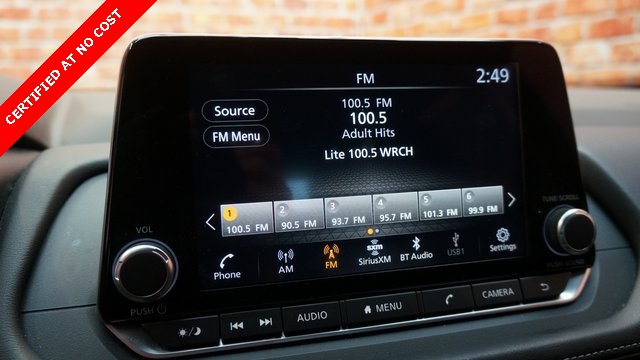 CERTIFIED AT NO COST
FM
2:49
Source
100.5 FM
100.5
FM Menu
Adult Hits
Lite 100.5 WRCH
1 2 3 4 5 6
100.5 FM 90.5 FM 93.7 FM 95.7 FM 101.3 FM 99.9 FM
Phone
AM
FM
sxm
SiriusXM
BT Audio
USB1
Settings
VOL
PUSH
TUNE SCROLL
PUSH SOUND
AUDIO
MENU
CAMERA